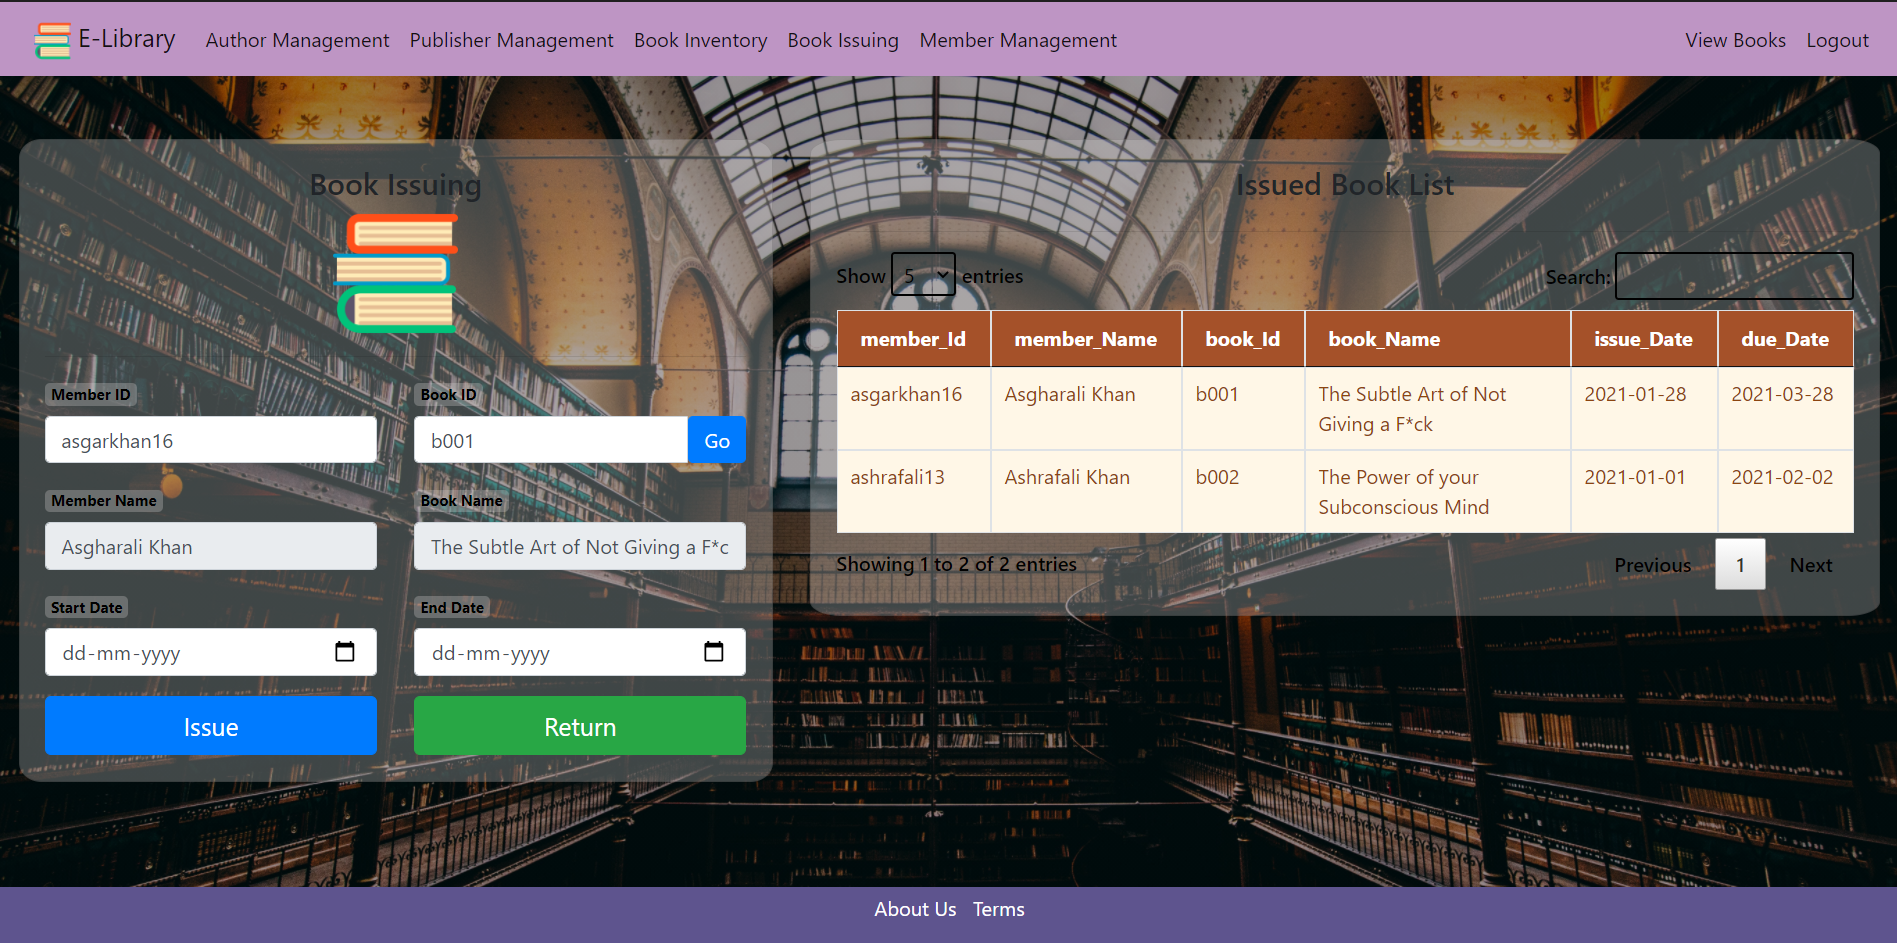 E-Library Author Management Publisher Management Book Inventory Book Issuing Member Management View Books Logout
Book Issuing
Member ID Book ID
asgarkhan16 b001 Go
Member Name Book Name
Asgharali Khan The Subtle Art of Not Giving a F*c
Start Date End Date
dd-mm-yyyy dd-mm-yyyy
Issue Return
Issued Book List
Show 5 entries Search:
member_Id member_Name book_Id book_Name issue_Date due_Date
asgarkhan16 Asgharali Khan b001 The Subtle Art of Not 2021-01-28 2021-03-28
Giving a F*ck
ashrafali13 Ashrafali Khan b002 The Power of your 2021-01-01 2021-02-02
Subconscious Mind
Showing 1 to 2 of 2 entries Previous 1 Next
About Us Terms